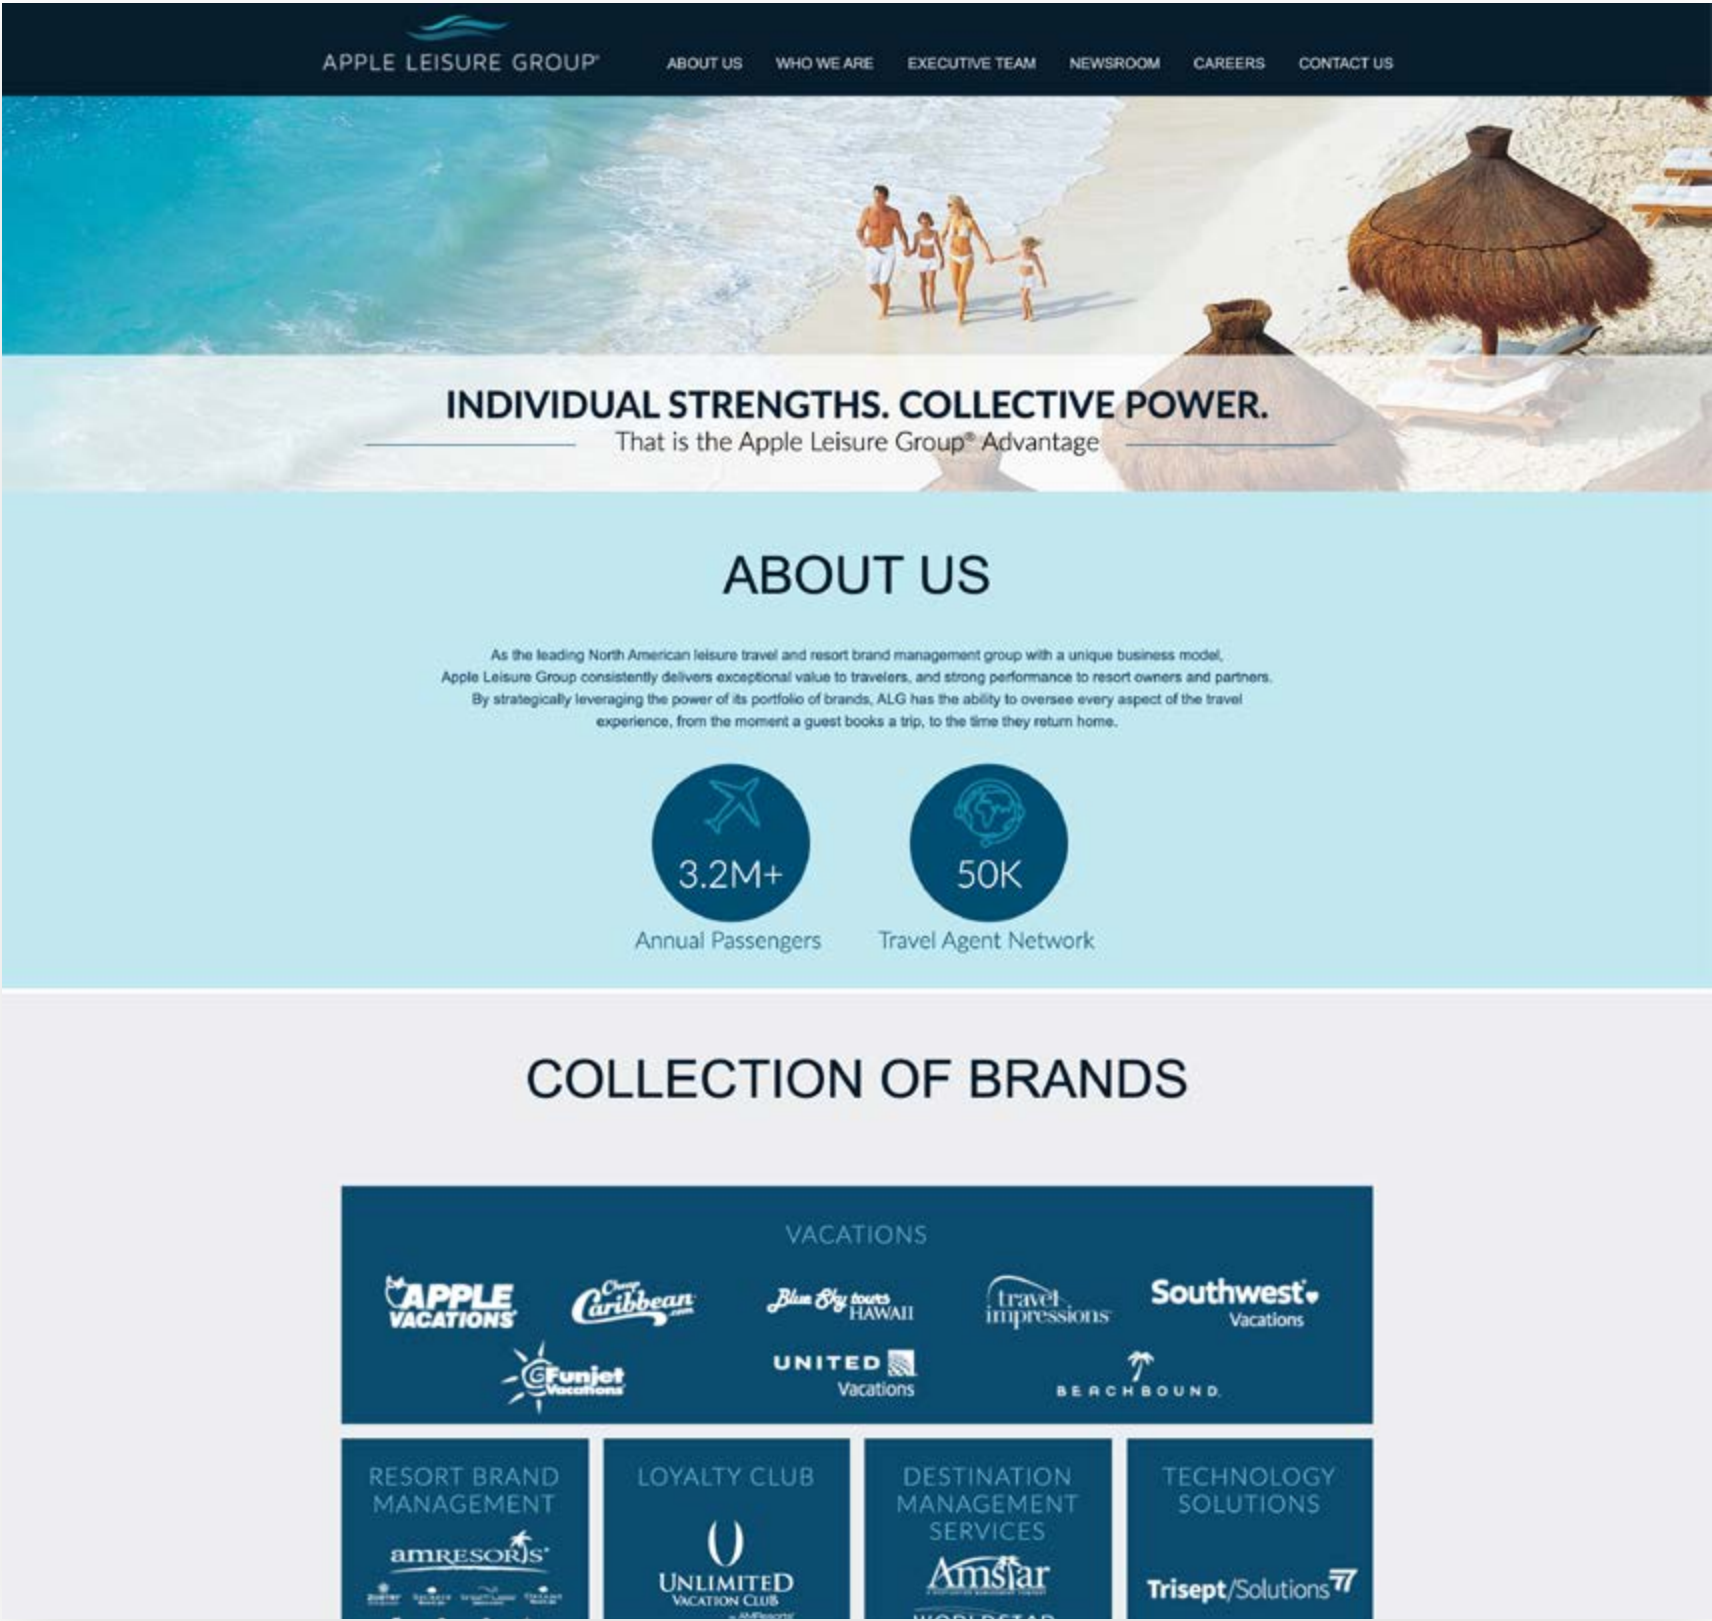 APPLE LEISURE GROUP®
ABOUT US
WHO WE ARE
EXECUTIVE TEAM
NEWSROOM
CAREERS
CONTACT US
INDIVIDUAL STRENGTHS. COLLECTIVE POWER.
That is the Apple Leisure Group® Advantage
ABOUT US
As the leading North American leisure travel and resort brand management group with a unique business model,
Apple Leisure Group consistently delivers exceptional value to travelers, and strong performance to resort owners and partners.
By strategically leveraging the power of its portfolio of brands, ALG has the ability to oversee every aspect of the travel
experience, from the moment a guest books a trip, to the time they return home.
3.2M+
50K
Annual Passengers
Travel Agent Network
COLLECTION OF BRANDS
VACATIONS
APPLE
VACATIONS
Cheap
Caribbean
.com
Blue Sky tours
HAWAII
travel
impressions
Southwest
Vacations
Funjet
Vacations
UNITED
Vacations
BEACHBOUND.
RESORT BRAND
MANAGEMENT
amRESORTS
LOYALTY CLUB
UNLIMITED
VACATION CLUB
DESTINATION
MANAGEMENT
SERVICES
Amstar
TECHNOLOGY
SOLUTIONS
Trisept/Solutions